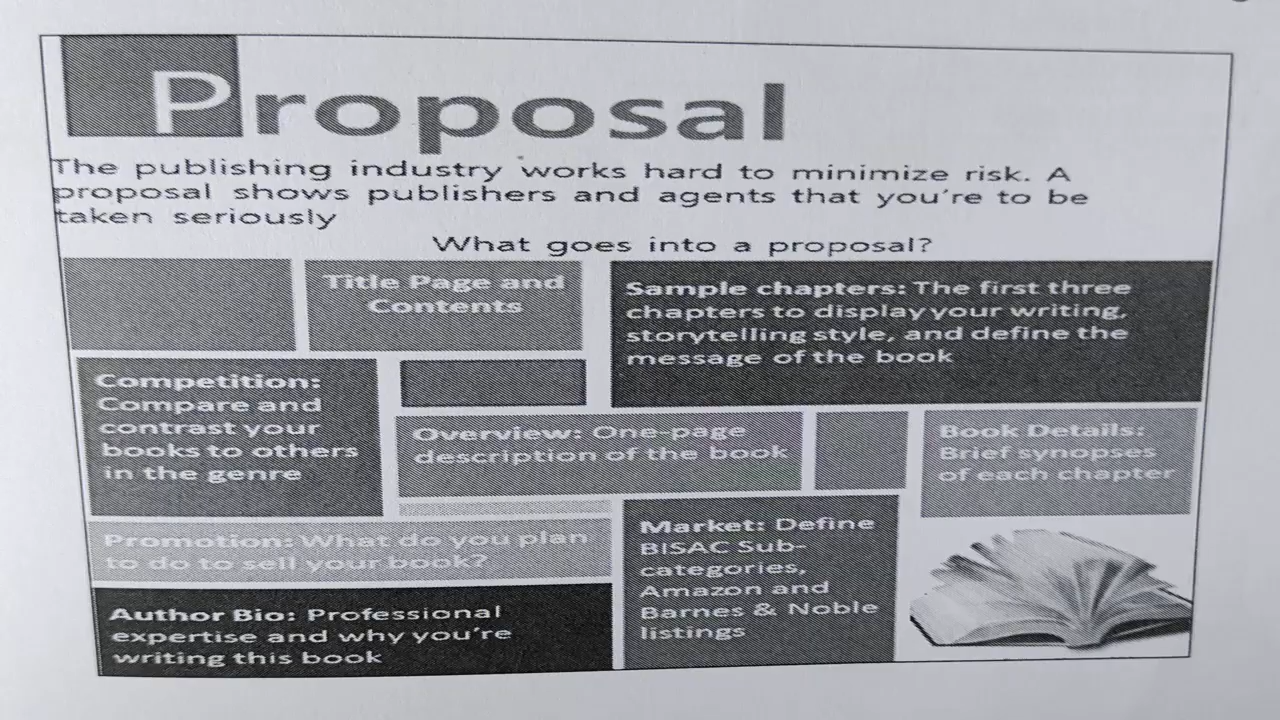 Proposal
The publishing industry works hard to minimize risk. A
proposal shows publishers and agents that you're to be
taken seriously
What goes into a proposal?
Title Page and
Contents
Sample chapters: The first three
chapters to display your writing,
storytelling style, and define the
message of the book
Competition:
Compare and
contrast your
books to others
in the genre
Overview: One-page
description of the book
Book Details:
Brief synopses
of each chapter
Promotion: What do you plan
to do to sell your book?
Market: Define
BISAC Sub-
categories,
Amazon and
Barnes & Noble
listings
Author Bio: Professional
expertise and why you're
writing this book